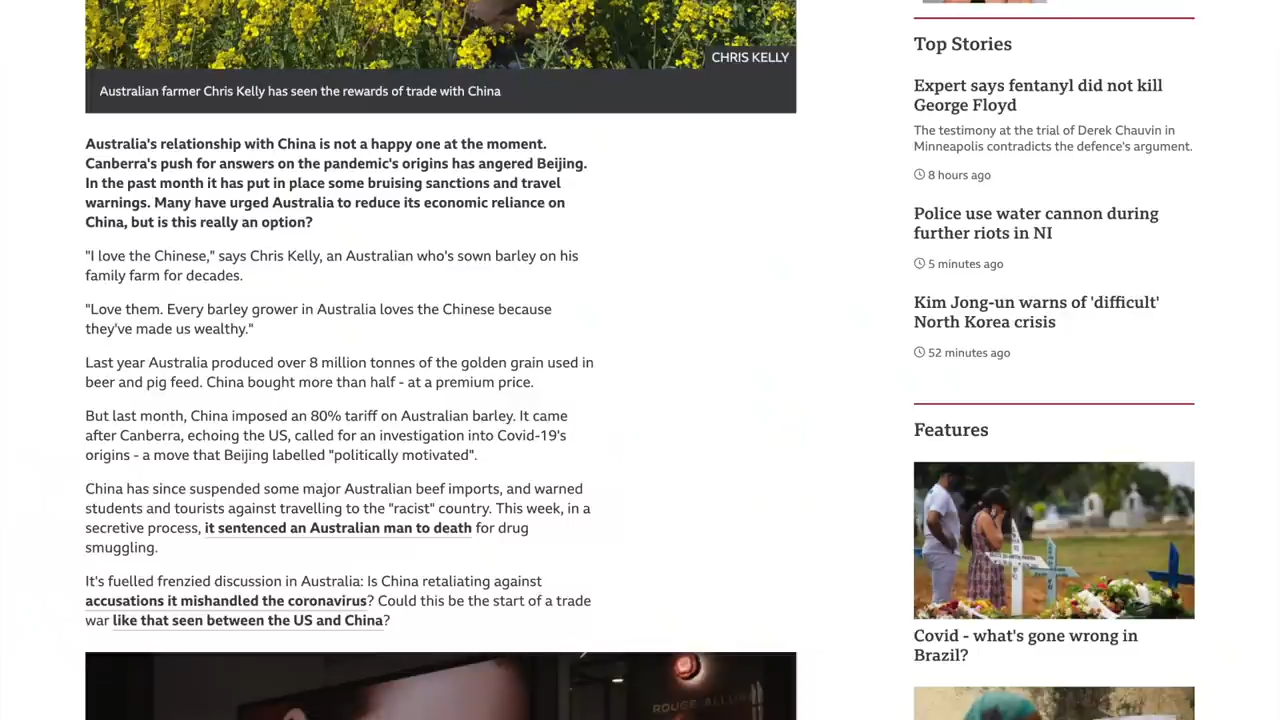 CHRIS KELLY
Australian farmer Chris Kelly has seen the rewards of trade with China
Australia's relationship with China is not a happy one at the moment.
Canberra's push for answers on the pandemic's origins has angered Beijing.
In the past month it has put in place some bruising sanctions and travel
warnings. Many have urged Australia to reduce its economic reliance on
China, but is this really an option?
"I love the Chinese," says Chris Kelly, an Australian who's sown barley on his
family farm for decades.
"Love them. Every barley grower in Australia loves the Chinese because
they've made us wealthy."
Last year Australia produced over 8 million tonnes of the golden grain used in
beer and pig feed. China bought more than half - at a premium price.
But last month, China imposed an 80% tariff on Australian barley. It came
after Canberra, echoing the US, called for an investigation into Covid-19's
origins - a move that Beijing labelled "politically motivated".
China has since suspended some major Australian beef imports, and warned
students and tourists against travelling to the "racist" country. This week, in a
secretive process, it sentenced an Australian man to death for drug
smuggling.
It's fuelled frenzied discussion in Australia: Is China retaliating against
accusations it mishandled the coronavirus? Could this be the start of a trade
war like that seen between the US and China?
ROUGE ALLURE
Top Stories
Expert says fentanyl did not kill
George Floyd
The testimony at the trial of Derek Chauvin in
Minneapolis contradicts the defence's argument.
8 hours ago
Police use water cannon during
further riots in NI
5 minutes ago
Kim Jong-un warns of 'difficult'
North Korea crisis
52 minutes ago
Features
Covid - what's gone wrong in
Brazil?